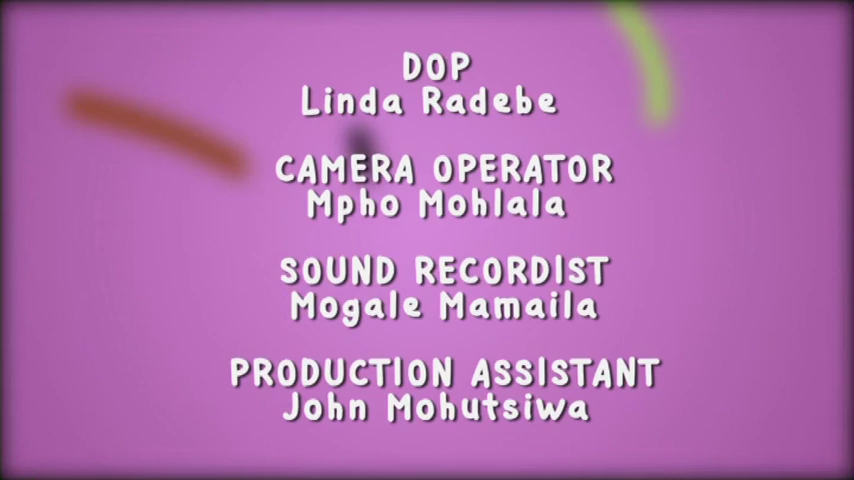 DOP
Linda Radebe
CAMERA OPERATOR
Mpho Mohlala
SOUND RECORDIST
Mogale Mamaila
PRODUCTION ASSISTANT
John Mohutsiwa